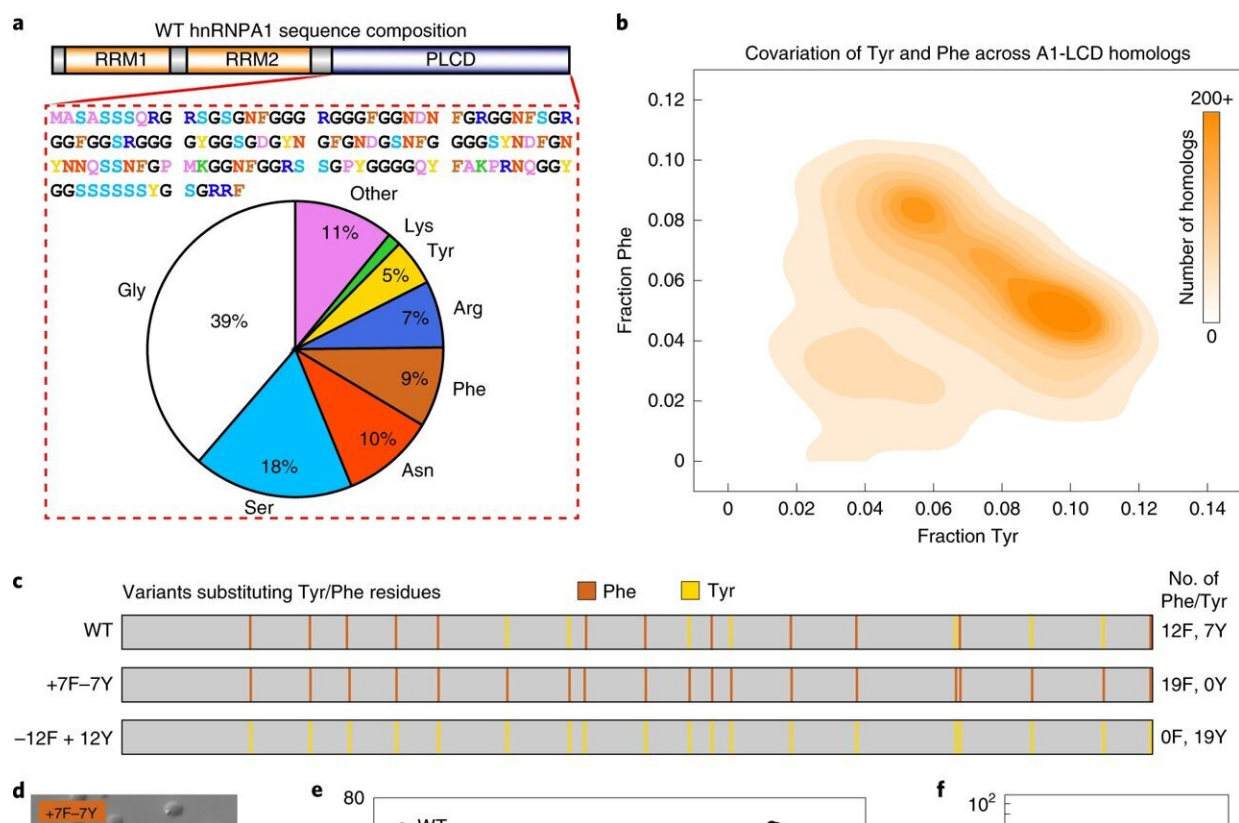 a
WT hnRNPA1 sequence composition
RRM1 RRM2 PLCD
MASASSSQRG RSGSGNFGGG RGGGFGGNDN FGRGGNFSGR
GGFGGSRGGG GYGGSGDGYN GFGNDGSNFG GGGSYNDFGN
YNNQSSNFGP MKGGNFGGRS SGPYGGGGQY FAKPRNQGGY
GGSSSSSSYG SGRRF
Other
11%
Lys
Tyr
5%
Arg
7%
Phe
9%
Asn
10%
Ser
18%
Gly
39%
b
Covariation of Tyr and Phe across A1-LCD homologs
Fraction Phe
0.12
0.10
0.08
0.06
0.04
0.02
0
0 0.02 0.04 0.06 0.08 0.10 0.12 0.14
Fraction Tyr
200+
Number of homologs
0
c
Variants substituting Tyr/Phe residues
Phe Tyr
No. of
Phe/Tyr
WT 12F, 7Y
+7F–7Y 19F, 0Y
–12F + 12Y 0F, 19Y
d
+7F–7Y
e
80
WT
f
10²